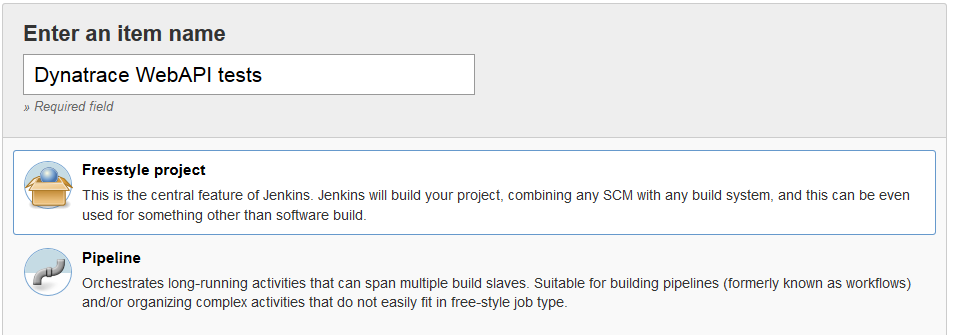 Enter an item name
Dynatrace WebAPI tests
» Required field
Freestyle project
This is the central feature of Jenkins. Jenkins will build your project, combining any SCM with any build system, and this can be even
used for something other than software build.
Pipeline
Orchestrates long-running activities that can span multiple build slaves. Suitable for building pipelines (formerly known as workflows)
and/or organizing complex activities that do not easily fit in free-style job type.